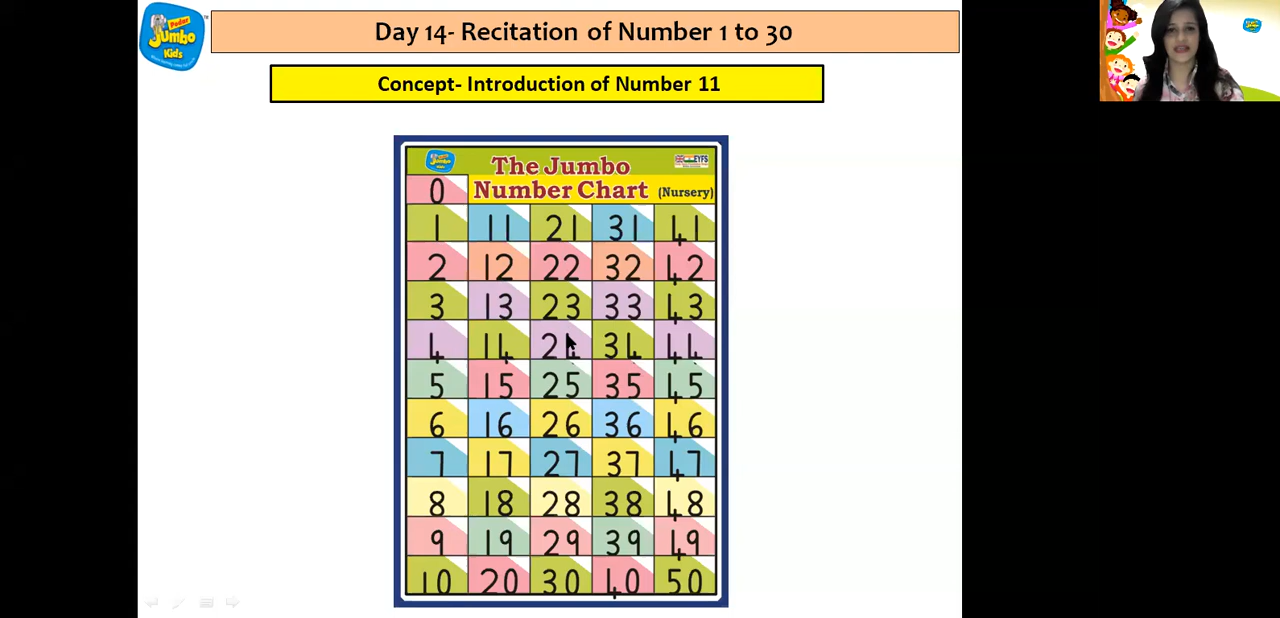 Podar
Jumbo
Kids
Day 14- Recitation of Number 1 to 30
Concept- Introduction of Number 11
The Jumbo
Number Chart (Nursery)
EYFS
0
1 11 21 31 41
2 12 22 32 42
3 13 23 33 43
4 14 24 34 44
5 15 25 35 45
6 16 26 36 46
7 17 27 37 47
8 18 28 38 48
9 19 29 39 49
10 20 30 40 50